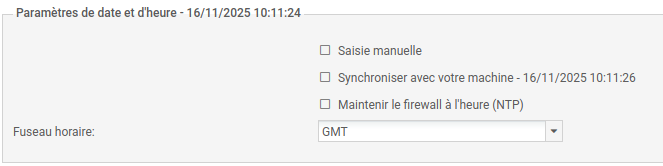 Paramètres de date et d'heure - 16/11/2025 10:11:24
Saisie manuelle
Synchroniser avec votre machine - 16/11/2025 10:11:26
Maintenir le firewall à l'heure (NTP)
Fuseau horaire: GMT